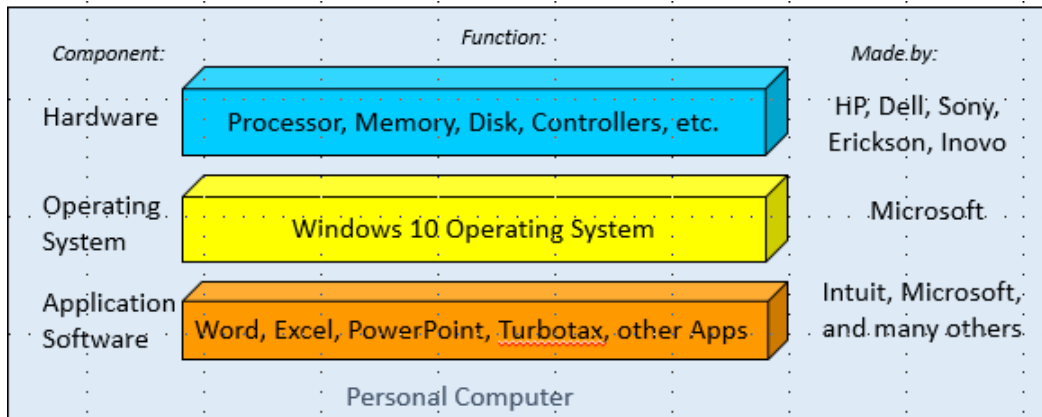 Component:
Function:
Made by:
Hardware
Processor, Memory, Disk, Controllers, etc.
HP, Dell, Sony,
Erickson, Inovo
Operating
System
Windows 10 Operating System
Microsoft
Application
Software
Word, Excel, PowerPoint, Turbotax, other Apps
Intuit, Microsoft,
and many others
Personal Computer